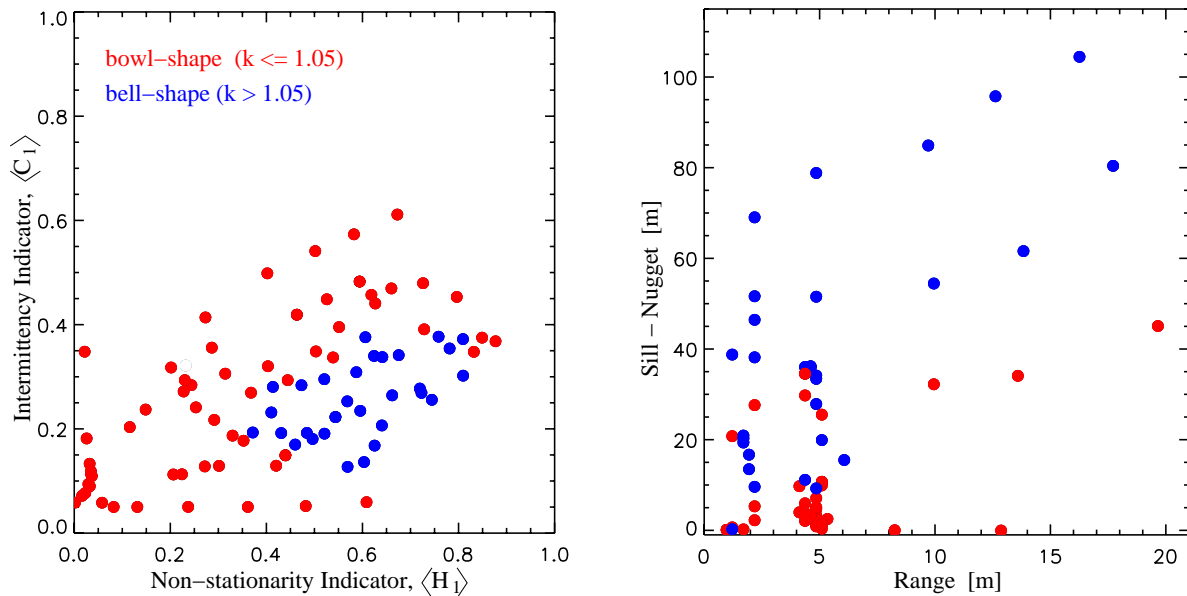 1.0
0.8
0.6
0.4
0.2
0.0
Intermittency Indicator, ⟨C1⟩
bowl−shape (k <= 1.05)
bell−shape (k > 1.05)
0.0 0.2 0.4 0.6 0.8 1.0
Non−stationarity Indicator, ⟨H1⟩
100
80
60
40
20
0
Sill − Nugget [m]
0 5 10 15 20
Range [m]